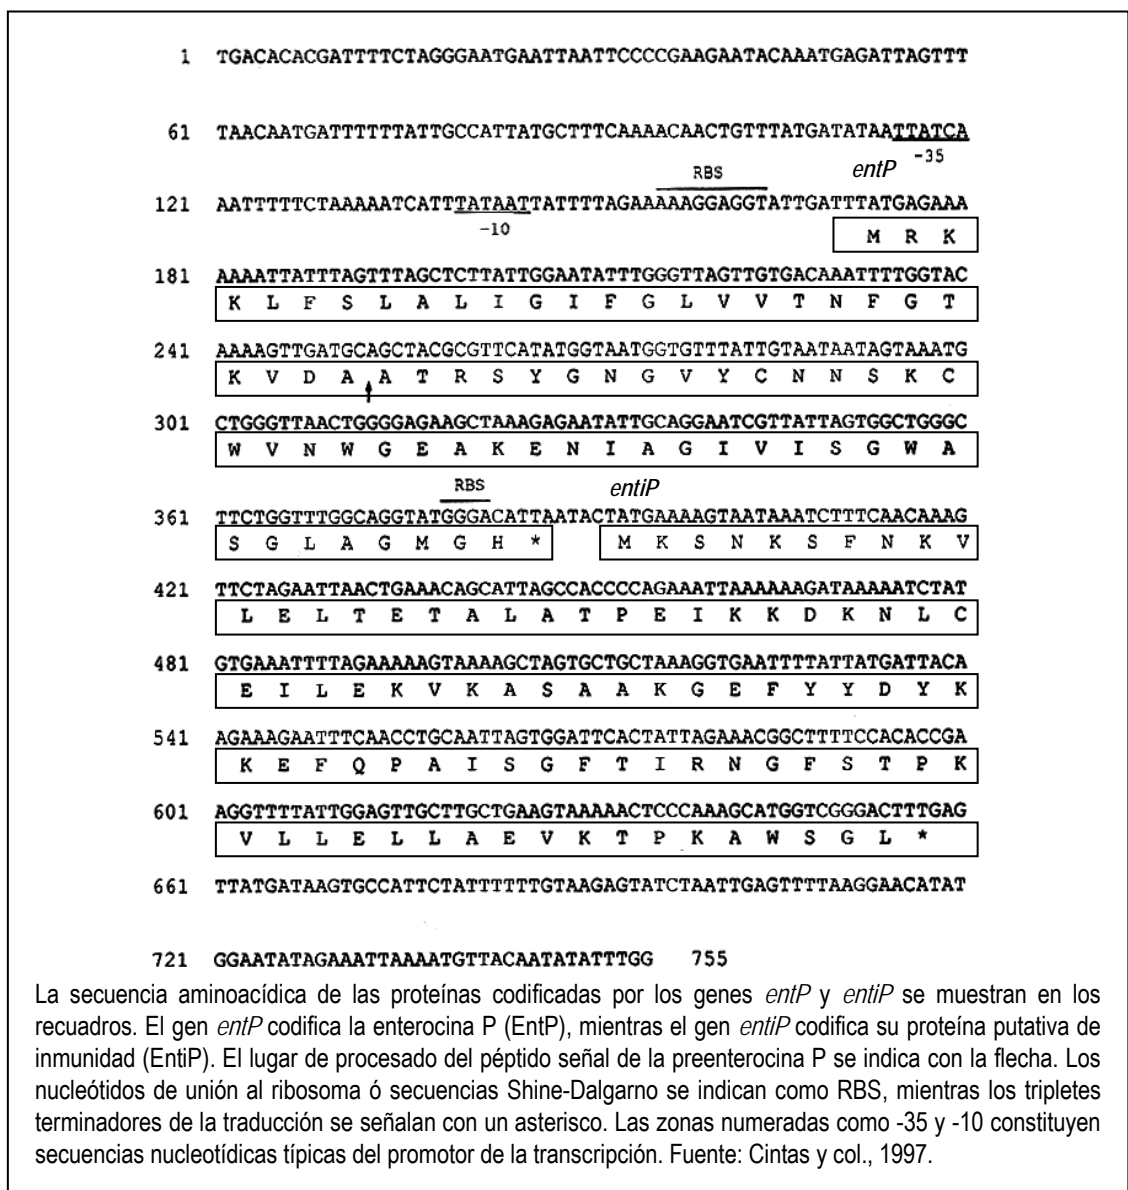 1 TGACACACGATTTTCTAGGGAATGAATTAATTCCCCGAAGAATACAAATGAGATTAGTTT
61 TAACAATGATTTTTTATTGCCATTATGCTTTCAAAACAACTGTTTATGATATAATTATCA
-35
RBS entP
121 AATTTTTCTAAAAATCATTTTATAATTATTTTAGAAAAAGGAGGTATTGATTTATGAGAAA
-10
M R K
181 AAAATTATTTAGTTTAGCTCTTATTGGAATATTTGGGTTAGTTGTGACAAATTTTGGTAC
K L F S L A L I G I F G L V V T N F G T
241 AAAAGTTGATGCAGCTACGCGTTCATATGGTAATGGTGTTTATTGTAATAATAGTAAATG
K V D A A T R S Y G N G V Y C N N S K C
301 CTGGGTTAACTGGGGAGAAGCTAAAGAGAATATTGCAGGAATCGTTATTAGTGGCTGGGC
W V N W G E A K E N I A G I V I S G W A
RBS entiP
361 TTCTGGTTTGGCAGGTATGGGACATTAATACTATGAAAAGTAATAAATCTTTCAACAAAG
S G L A G M G H * M K S N K S F N K V
421 TTCTAGAATTAACTGAAACAGCATTAGCCACCCCAGAAATTAAAAAAGATAAAAATCTAT
L E L T E T A L A T P E I K K D K N L C
481 GTGAAATTTTAGAAAAAGTAAAAGCTAGTGCTGCTAAAGGTGAATTTTATTATGATTACA
E I L E K V K A S A A K G E F Y Y D Y K
541 AGAAAGAATTTCAACCTGCAATTAGTGGATTCACTATTAGAAACGGCTTTTCCACACCGA
K E F Q P A I S G F T I R N G F S T P K
601 AGGTTTTATTGGAGTTGCTTGCTGAAGTAAAAACTCCCAAAGCATGGTCGGGACTTTGAG
V L L E L L A E V K T P K A W S G L *
661 TTATGATAAGTGCCATTCTATTTTTTGTAAGAGTATCTAATTGAGTTTTAAGGAACATAT
721 GGAATATAGAAATTAAAATGTTACAATATATTTGG 755
La secuencia aminoacídica de las proteínas codificadas por los genes entP y entiP se muestran en los
recuadros. El gen entP codifica la enterocina P (EntP), mientras el gen entiP codifica su proteína putativa de
inmunidad (EntiP). El lugar de procesado del péptido señal de la preenterocina P se indica con la flecha. Los
nucleótidos de unión al ribosoma ó secuencias Shine-Dalgarno se indican como RBS, mientras los tripletes
terminadores de la traducción se señalan con un asterisco. Las zonas numeradas como -35 y -10 constituyen
secuencias nucleotídicas típicas del promotor de la transcripción. Fuente: Cintas y col., 1997.